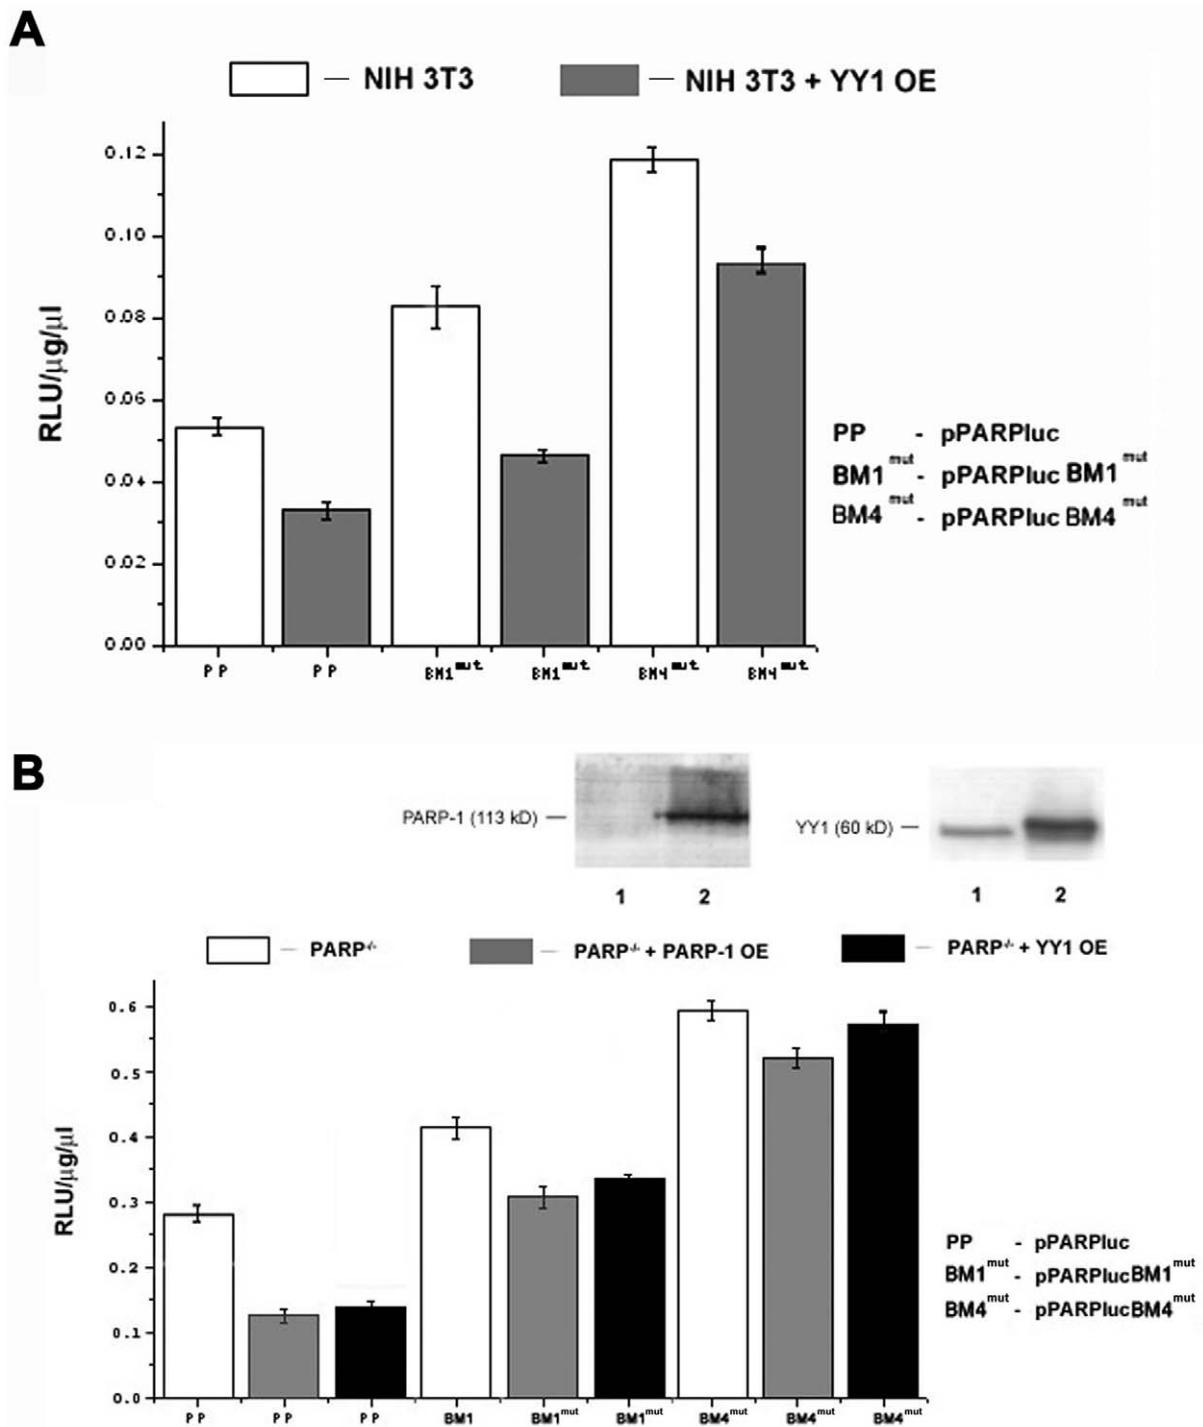 A
— NIH 3T3 — NIH 3T3 + YY1 OE
0.12
0.10
0.08
0.06
0.04
0.02
0.00
RLU/µg/µl
PP - pPARPluc
BM1mut - pPARPluc BM1mut
BM4mut - pPARPluc BM4mut
PP PP BM1mut BM1mut BM4mut BM4mut
B
PARP-1 (113 kD) — YY1 (60 kD) —
1 2 1 2
— PARP-/- — PARP-/- + PARP-1 OE — PARP-/- + YY1 OE
0.6
0.5
0.4
0.3
0.2
0.1
0.0
RLU/µg/µl
PP - pPARPluc
BM1mut - pPARPlucBM1mut
BM4mut - pPARPlucBM4mut
PP PP PP BM1 BM1mut BM1mut BM4mut BM4mut BM4mut